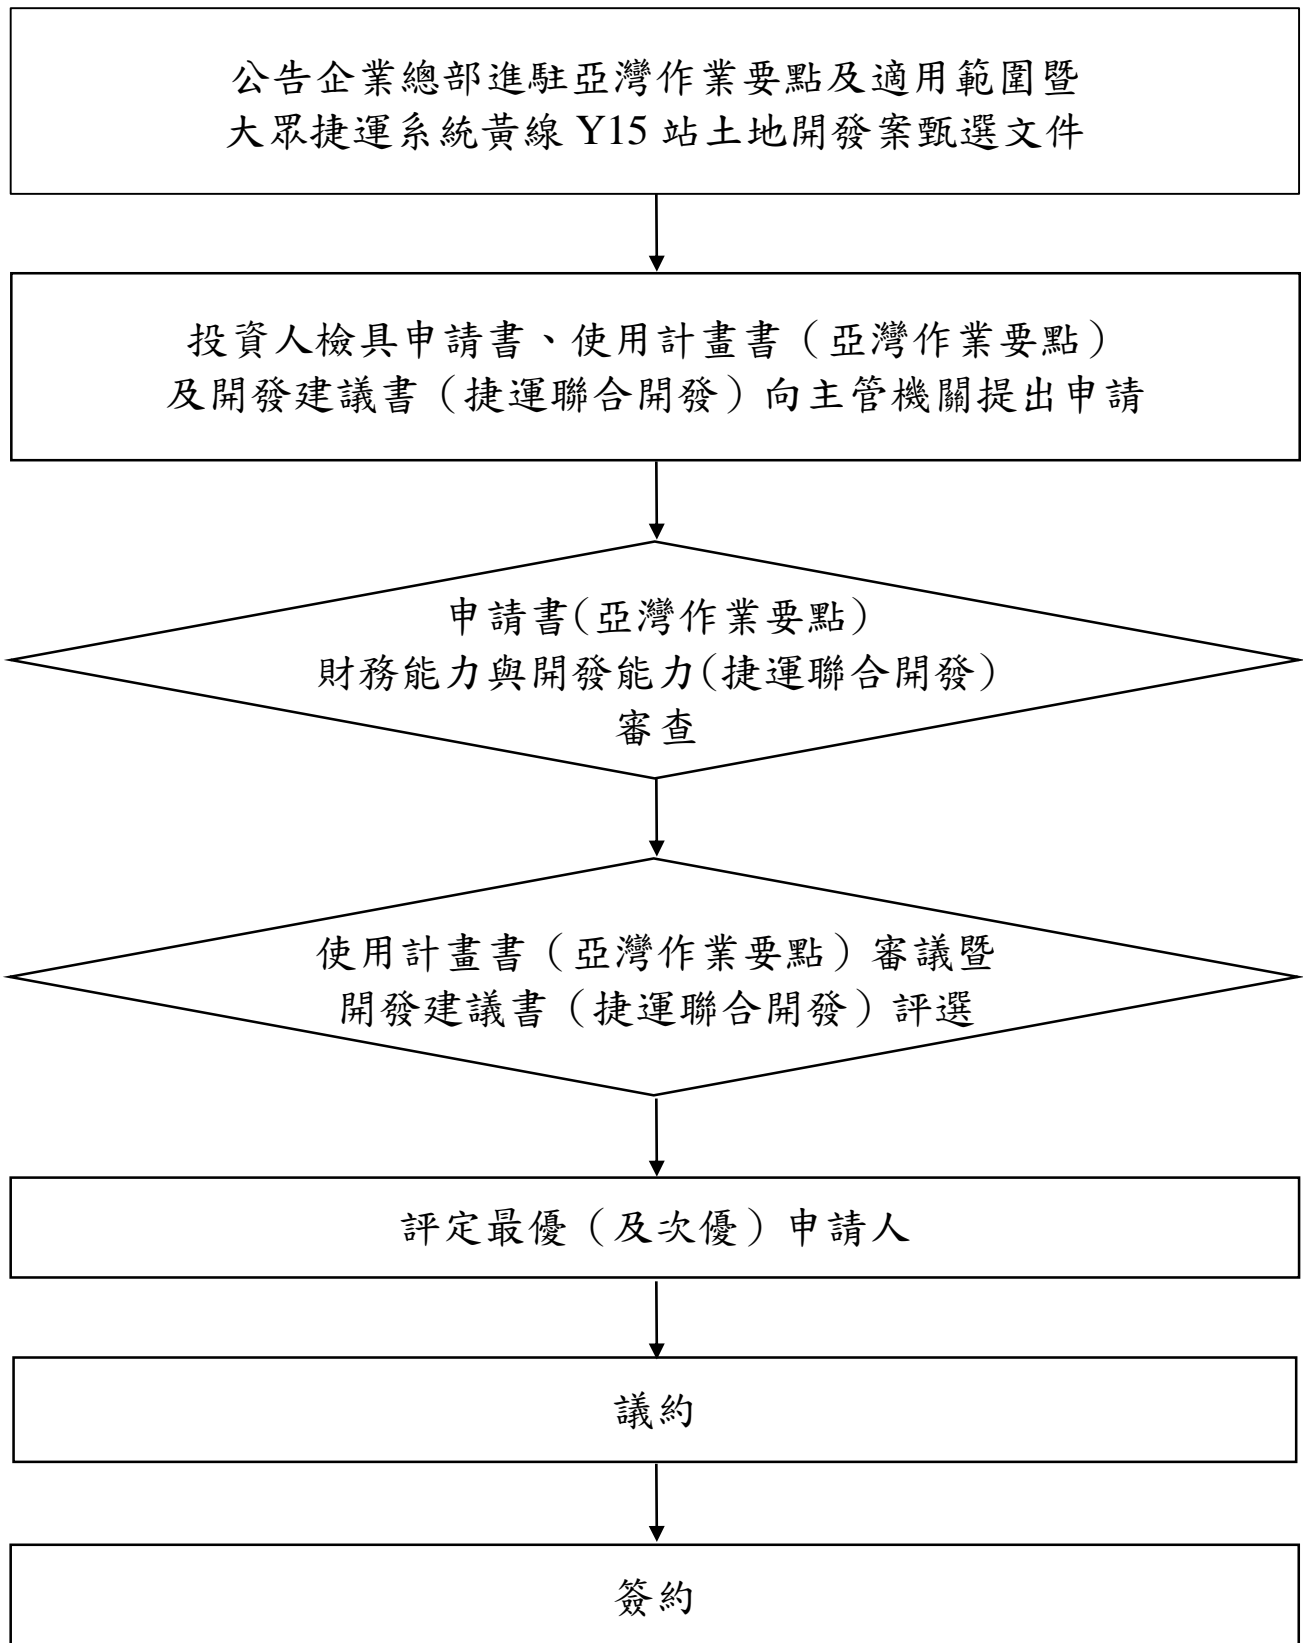 公告企業總部進駐亞灣作業要點及適用範圍暨
大眾捷運系統黃線 Y15 站土地開發案甄選文件
投資人檢具申請書、使用計畫書（亞灣作業要點）
及開發建議書（捷運聯合開發）向主管機關提出申請
申請書(亞灣作業要點)
財務能力與開發能力(捷運聯合開發)
審查
使用計畫書（亞灣作業要點）審議暨
開發建議書（捷運聯合開發）評選
評定最優（及次優）申請人
議約
簽約